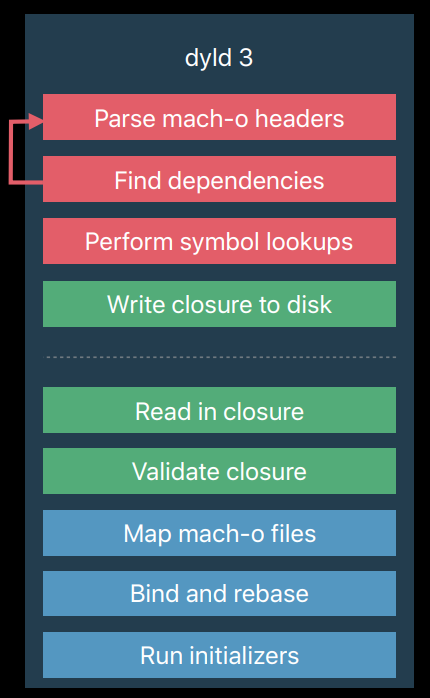 dyld 3
Parse mach-o headers
Find dependencies
Perform symbol lookups
Write closure to disk
Read in closure
Validate closure
Map mach-o files
Bind and rebase
Run initializers